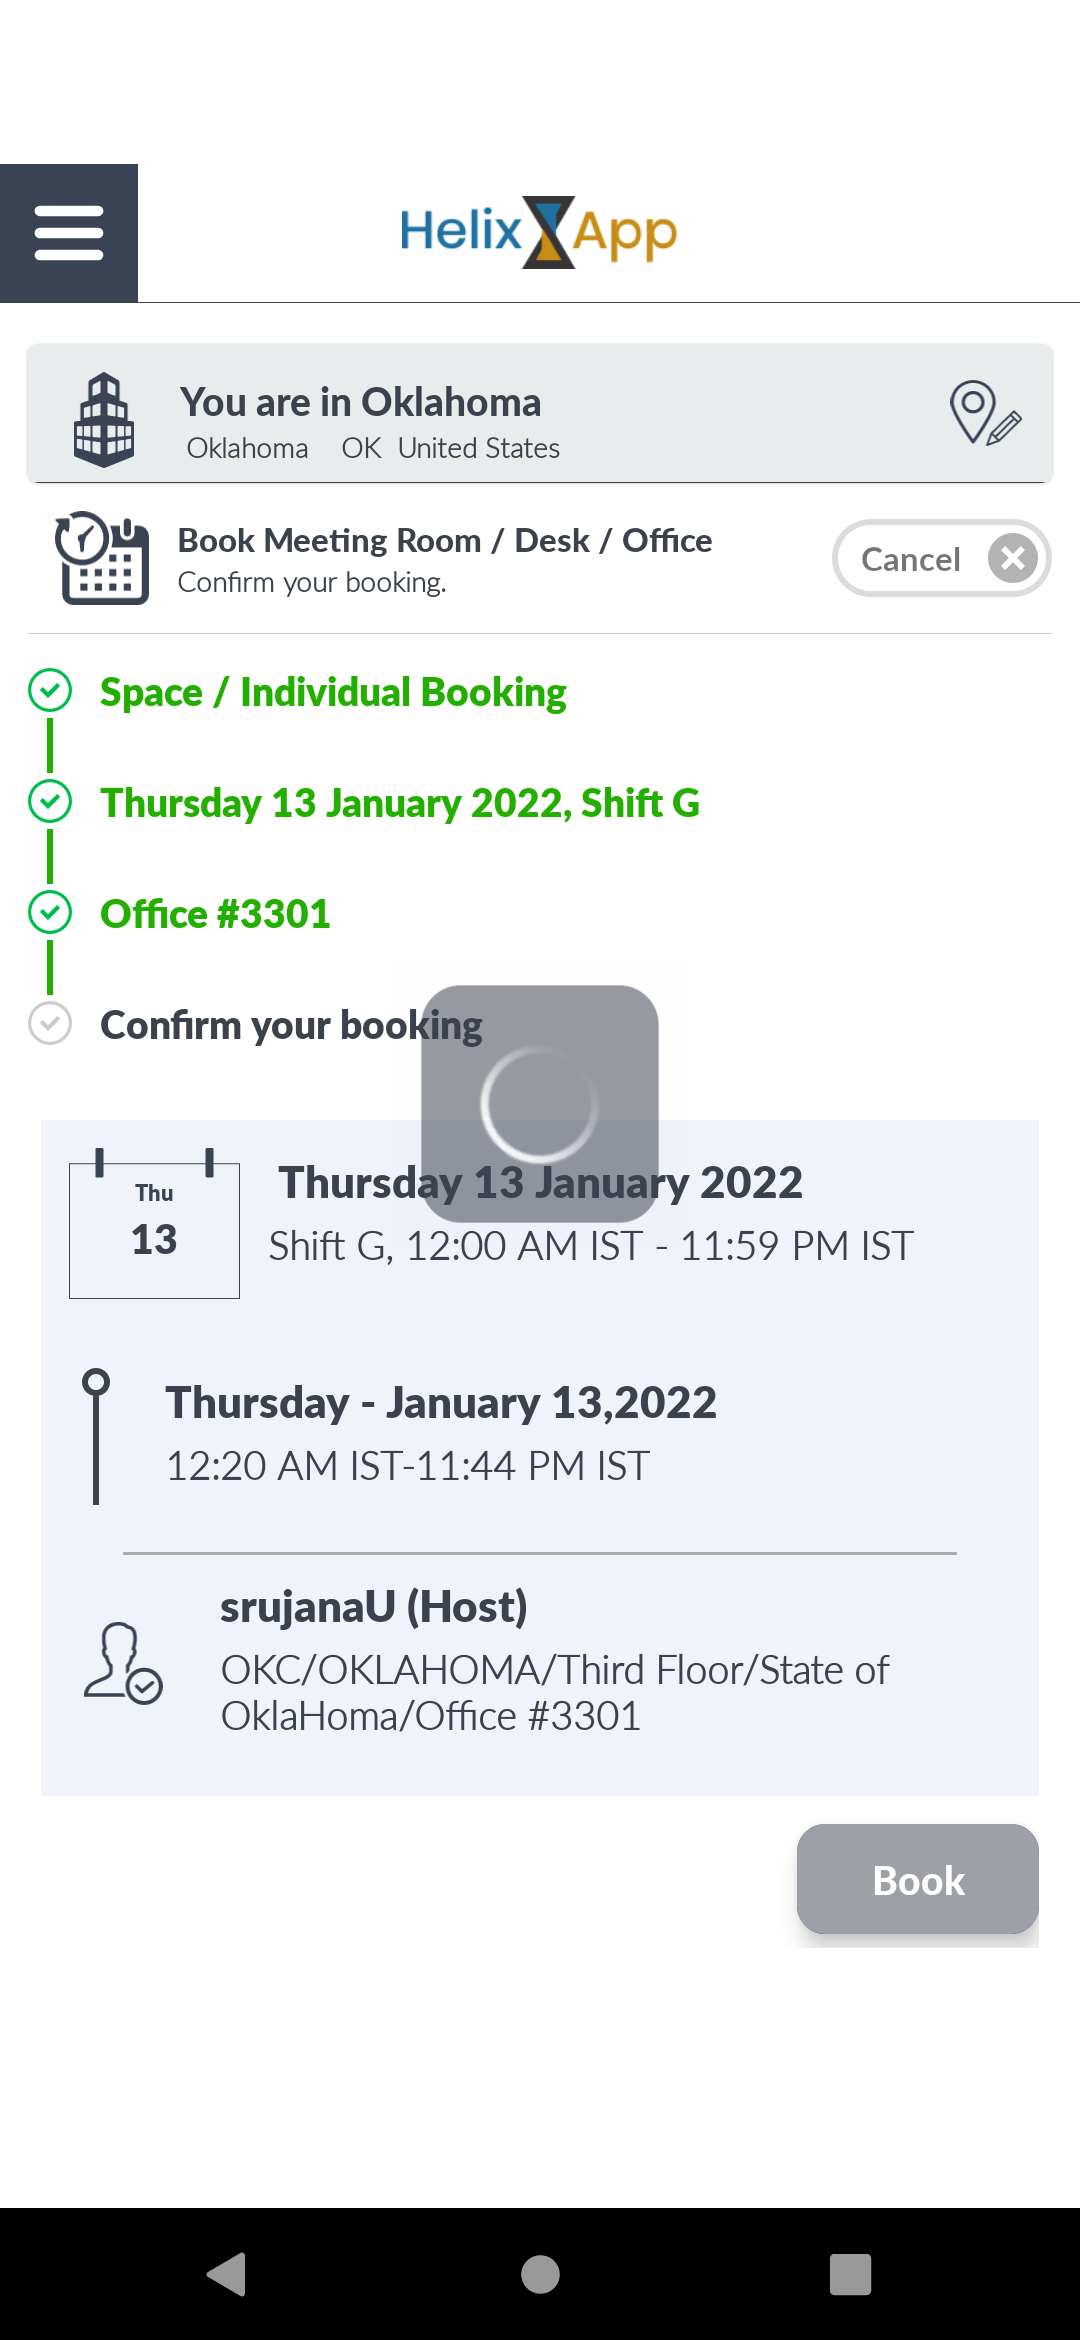 Helix App
You are in Oklahoma
Oklahoma OK United States
Book Meeting Room / Desk / Office
Confirm your booking.
Cancel
Space / Individual Booking
Thursday 13 January 2022, Shift G
Office #3301
Confirm your booking
Thu
13
Thursday 13 January 2022
Shift G, 12:00 AM IST - 11:59 PM IST
Thursday - January 13,2022
12:20 AM IST-11:44 PM IST
srujanaU (Host)
OKC/OKLAHOMA/Third Floor/State of
OklaHoma/Office #3301
Book